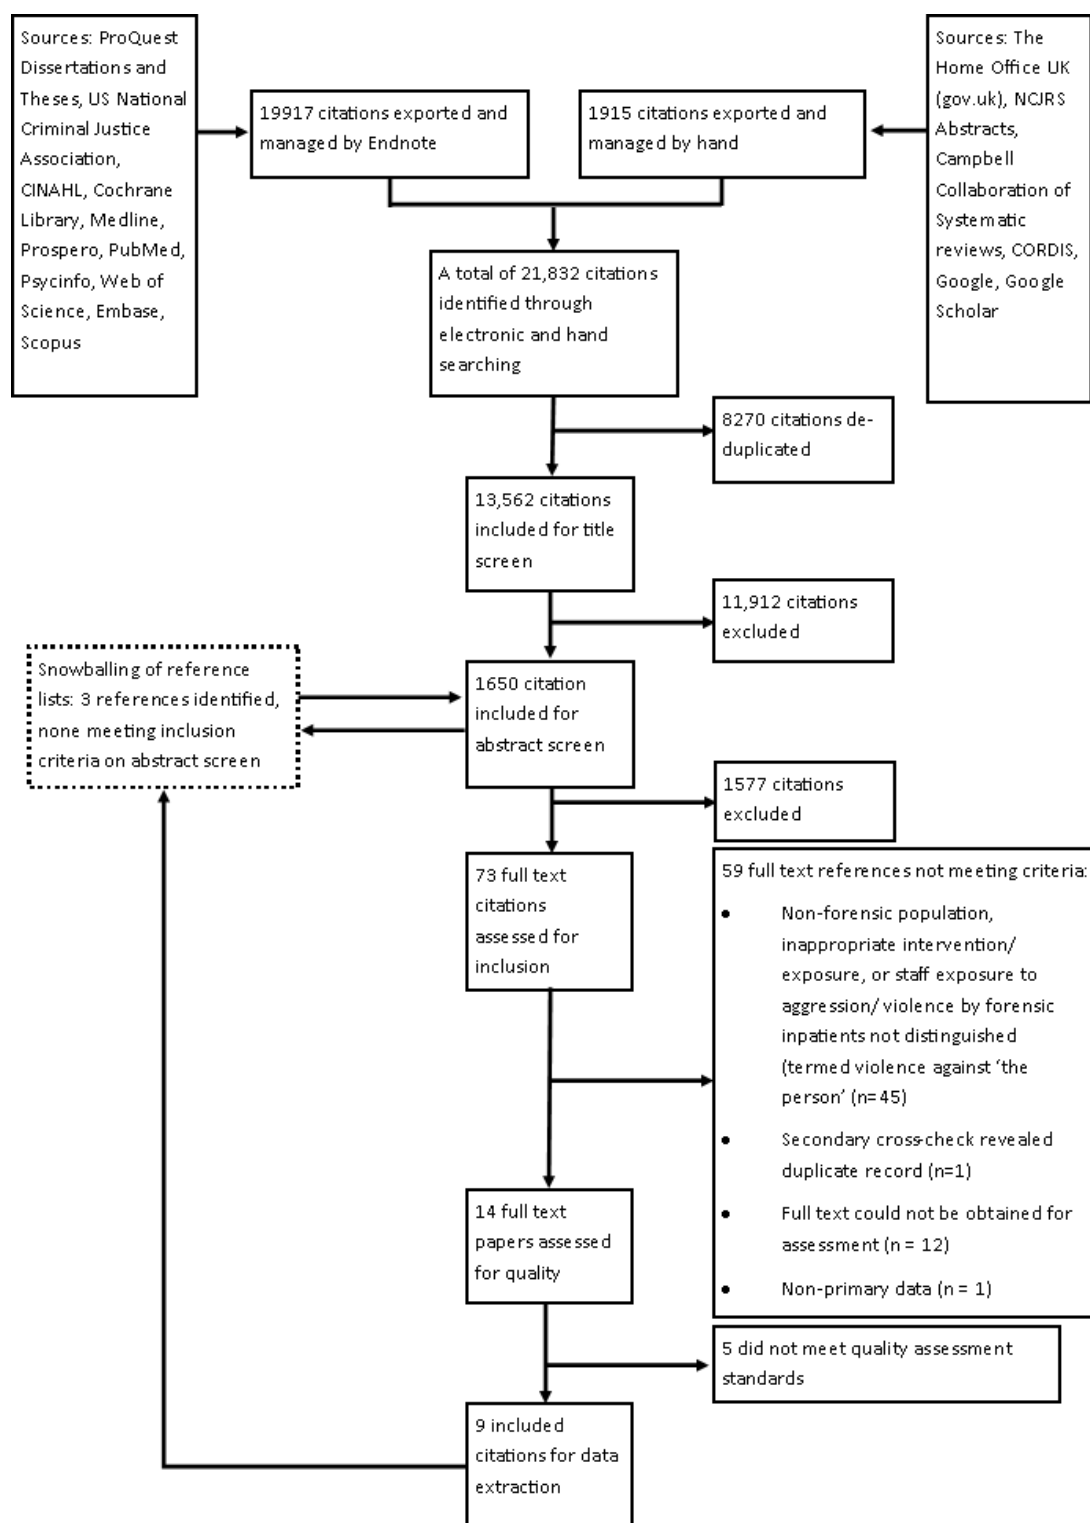 Sources: ProQuest
Dissertations and
Theses, US National
Criminal Justice
Association,
CINAHL, Cochrane
Library, Medline,
Prospero, PubMed,
Psycinfo, Web of
Science, Embase,
Scopus
19917 citations exported and
managed by Endnote
1915 citations exported and
managed by hand
Sources: The
Home Office UK
(gov.uk), NCJRS
Abstracts,
Campbell
Collaboration of
Systematic
reviews, CORDIS,
Google, Google
Scholar
A total of 21,832 citations
identified through
electronic and hand
searching
8270 citations de-
duplicated
13,562 citations
included for title
screen
11,912 citations
excluded
Snowballing of reference
lists: 3 references identified,
none meeting inclusion
criteria on abstract screen
1650 citation
included for
abstract screen
1577 citations
excluded
73 full text
citations
assessed for
inclusion
59 full text references not meeting criteria:
• Non-forensic population,
inappropriate intervention/
exposure, or staff exposure to
aggression/ violence by forensic
inpatients not distinguished
(termed violence against ‘the
person’ (n=45)
• Secondary cross-check revealed
duplicate record (n=1)
• Full text could not be obtained for
assessment (n = 12)
• Non-primary data (n = 1)
14 full text
papers assessed
for quality
5 did not meet quality assessment
standards
9 included
citations for data
extraction